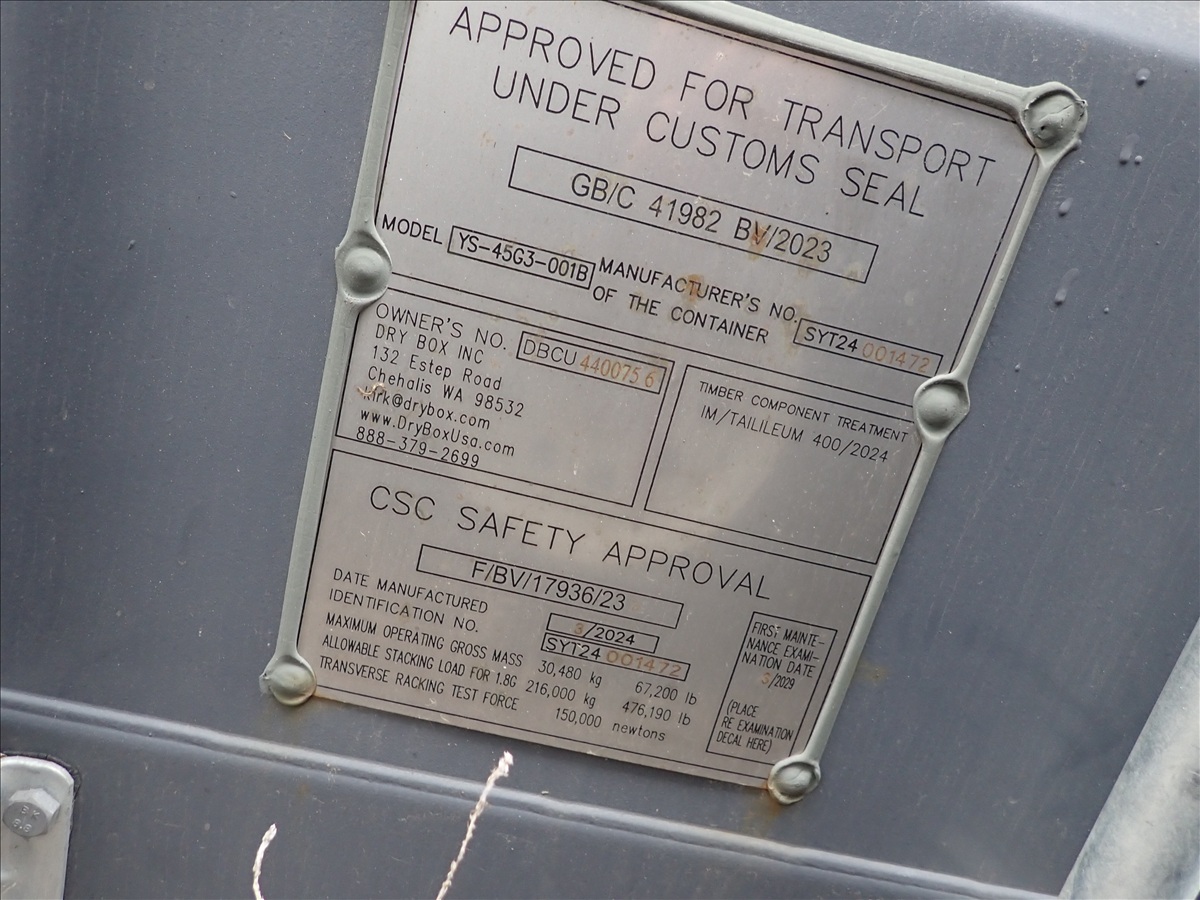 APPROVED FOR TRANSPORT
UNDER CUSTOMS SEAL
GB/C 41982 BV/2023
MODEL YS-45G3-001B MANUFACTURER'S NO. OF THE CONTAINER SYT24 001472
OWNER'S NO. DBCU 440075 6
DRY BOX INC
132 Estep Road
Chehalis WA 98532
kirk@drybox.com
www.DryBoxUsa.com
888-379-2699
TIMBER COMPONENT TREATMENT
IM/TAILILEUM 400/2024
CSC SAFETY APPROVAL
F/BV/17936/23
DATE MANUFACTURED 3/2024
IDENTIFICATION NO. SYT24 001472
MAXIMUM OPERATING GROSS MASS 30,480 kg 67,200 lb
ALLOWABLE STACKING LOAD FOR 1.8G 216,000 kg 476,190 lb
TRANSVERSE RACKING TEST FORCE 150,000 newtons
FIRST MAINTE-
NANCE EXAMI-
NATION DATE
3/2029
(PLACE
RE EXAMINATION
DECAL HERE)